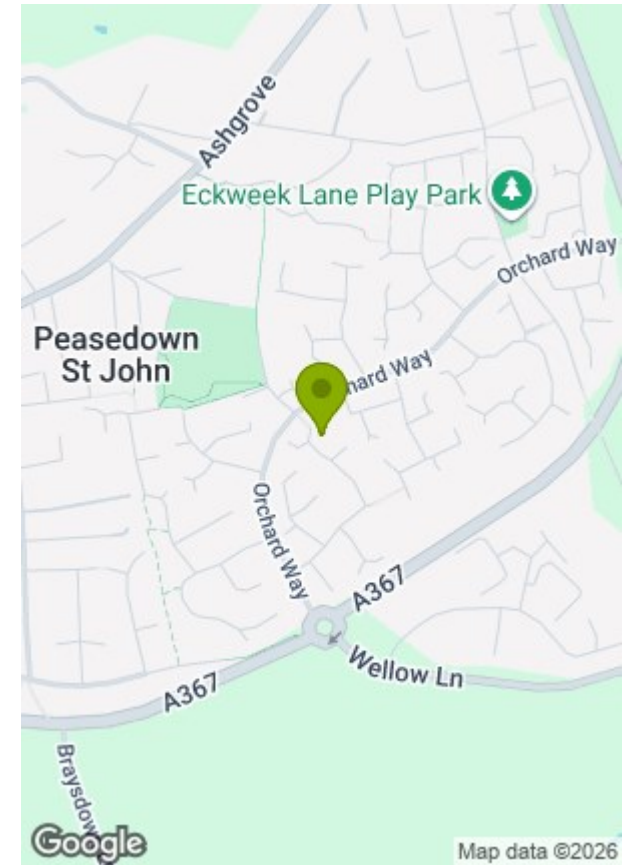 Ashgrove
Eckweek Lane Play Park
Orchard Way
Peasedown
St John
hard Way
Orchard Way
A367
Wellow Ln
A367
Braysdow
Google
Map data ©2026